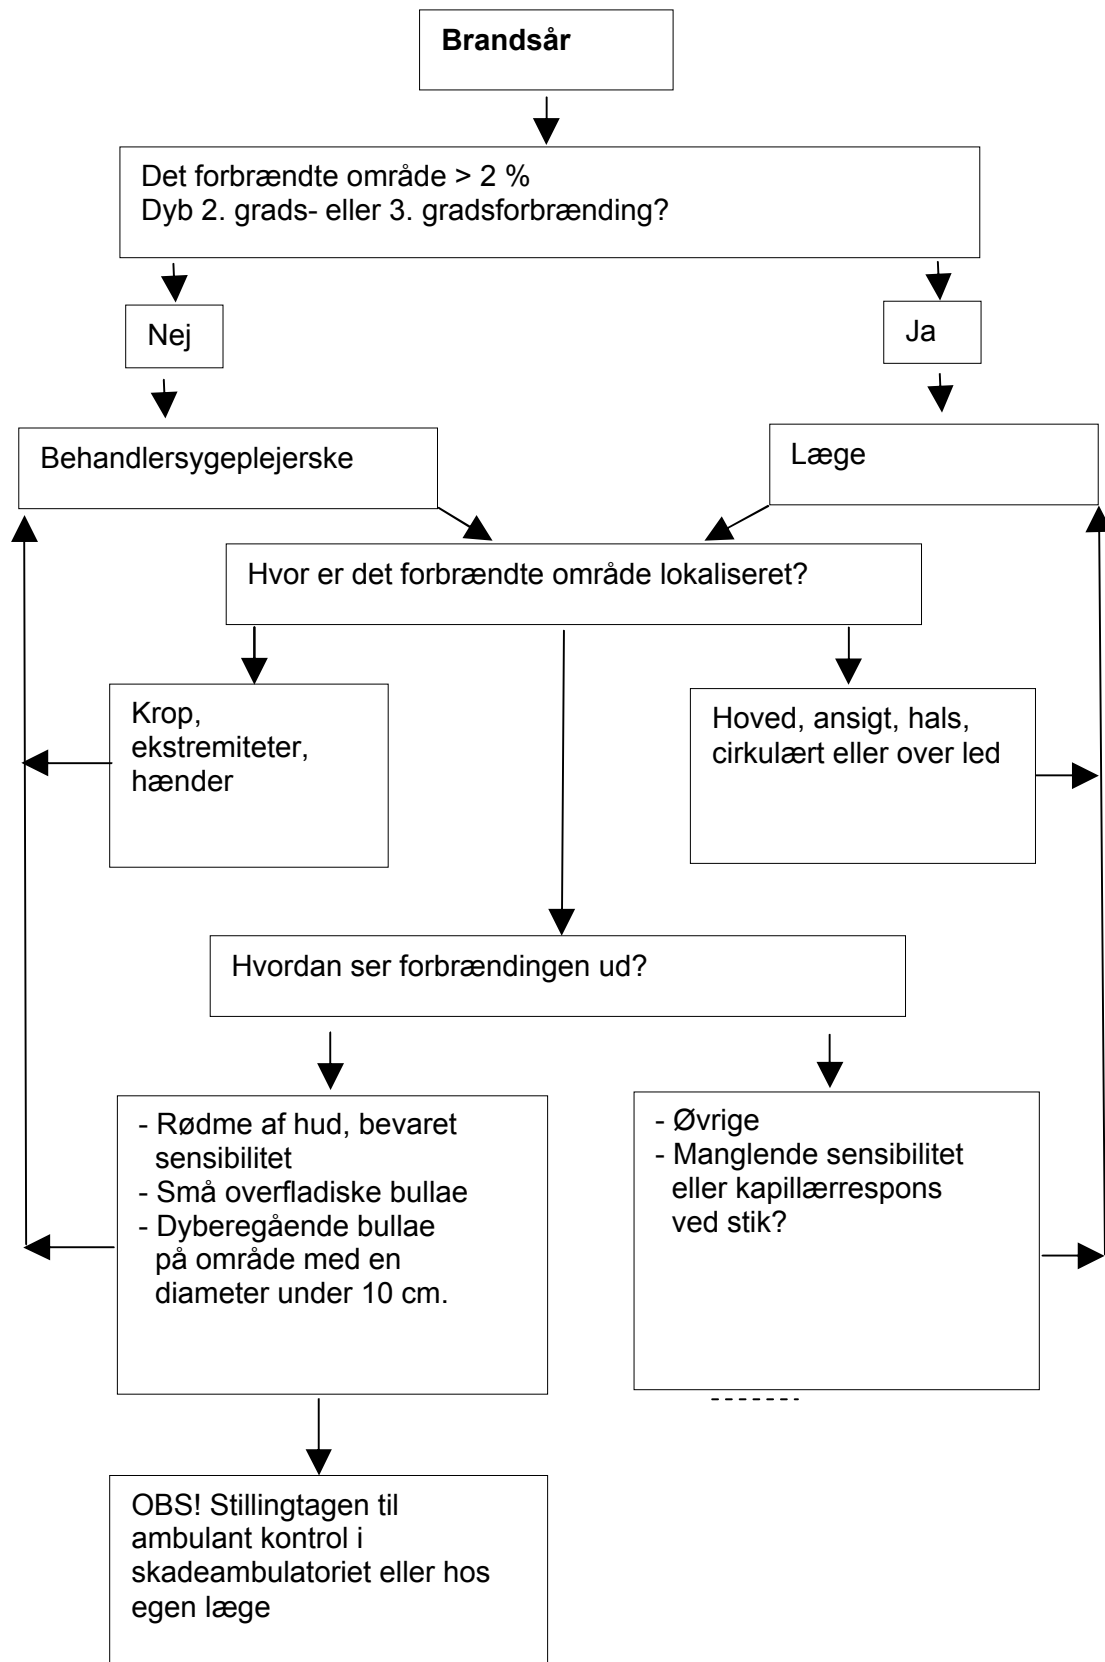 Brandsår
Det forbrændte område > 2 %
Dyb 2. grads- eller 3. gradsforbrænding?
Nej
Ja
Behandlersygeplejerske
Læge
Hvor er det forbrændte område lokaliseret?
Krop,
ekstremiteter,
hænder
Hoved, ansigt, hals,
cirkulært eller over led
Hvordan ser forbrændingen ud?
- Rødme af hud, bevaret
sensibilitet
- Små overfladiske bullae
- Dyberegående bullae
på område med en
diameter under 10 cm.
- Øvrige
- Manglende sensibilitet
eller kapillærrespons
ved stik?
OBS! Stillingtagen til
ambulant kontrol i
skadeambulatoriet eller hos
egen læge